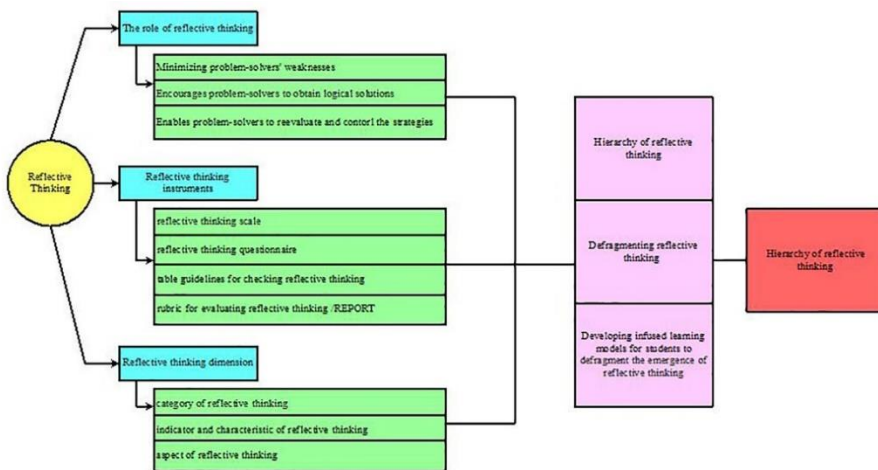 The role of reflective thinking
Minimizing problem-solvers' weaknesses
Encourages problem-solvers to obtain logical solutions
Enables problem-solvers to reevaluate and contorl the strategies
Reflective
Thinking
Reflective thinking
instruments
reflective thinking scale
reflective thinking questionnaire
table guidelines for checking reflective thinking
rubric for evaluating reflective thinking /REPORT
Reflective thinking dimension
category of reflective thinking
indicator and characteristic of reflective thinking
aspect of reflective thinking
Hierarchy of reflective
thinking
Defragmenting reflective
thinking
Developing infused learning
models for students to
defragment the emergence of
reflective thinking
Hierarchy of reflective
thinking